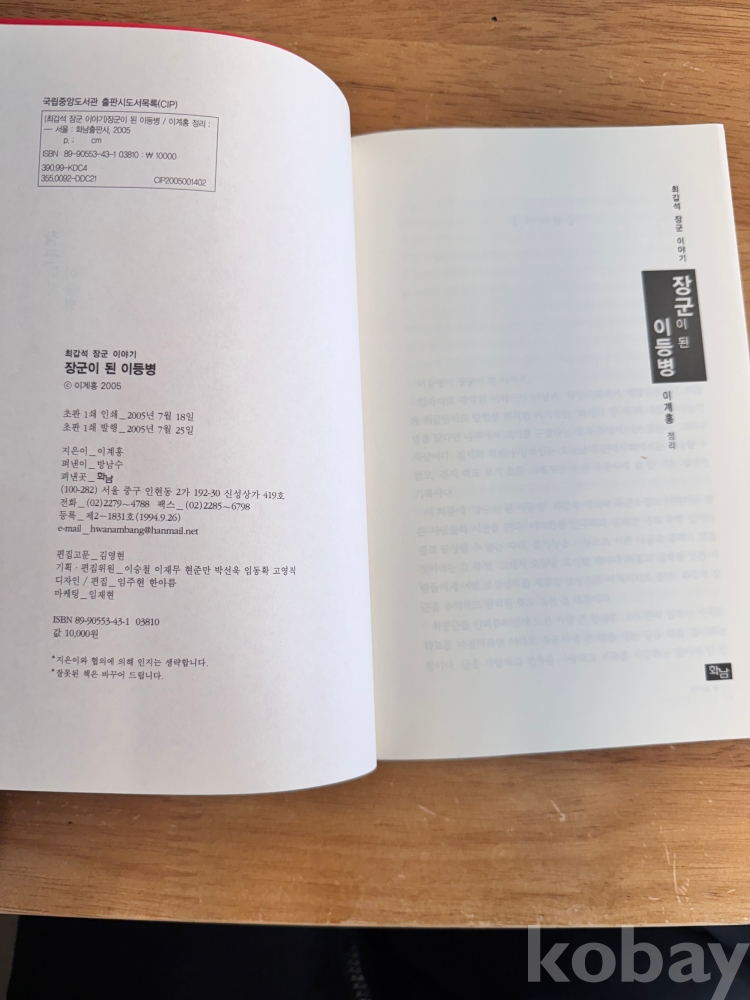 국립중앙도서관 출판시도서목록(CIP)
(최갑석 장군 이야기)장군이 된 이등병 / 이계홍 정리 ;
— 서울 : 화남출판사, 2005
p. ; cm
ISBN 89-90553-43-1 03810 : ₩ 10000
390.99-KDC4
355.0092-DDC21 CIP2005001402
최갑석 장군 이야기
장군이 된 이등병
ⓒ 이계홍 2005
초판 1쇄 인쇄_2005년 7월 18일
초판 1쇄 발행_2005년 7월 25일
지은이_이계홍
펴낸이_방남수
펴낸곳_화남
(100-282) 서울 중구 인현동 2가 192-30 신성상가 419호
전화_(02)2279-4788 팩스_(02)2285-6798
등록_제2-1831호(1994.9.26)
e-mail_hwanambang@hanmail.net
편집고문_김영현
기획·편집위원_이승철 이재무 현준만 박선욱 임동확 고영직
디자인 / 편집_임주현 한아름
마케팅_임재현
ISBN 89-90553-43-1 03810
값 10,000원
*지은이와 협의에 의해 인지는 생략합니다.
*잘못된 책은 바꾸어 드립니다.
최갑석 장군 이야기
장군이 된
이등병
이계홍 정리
화남
kobay